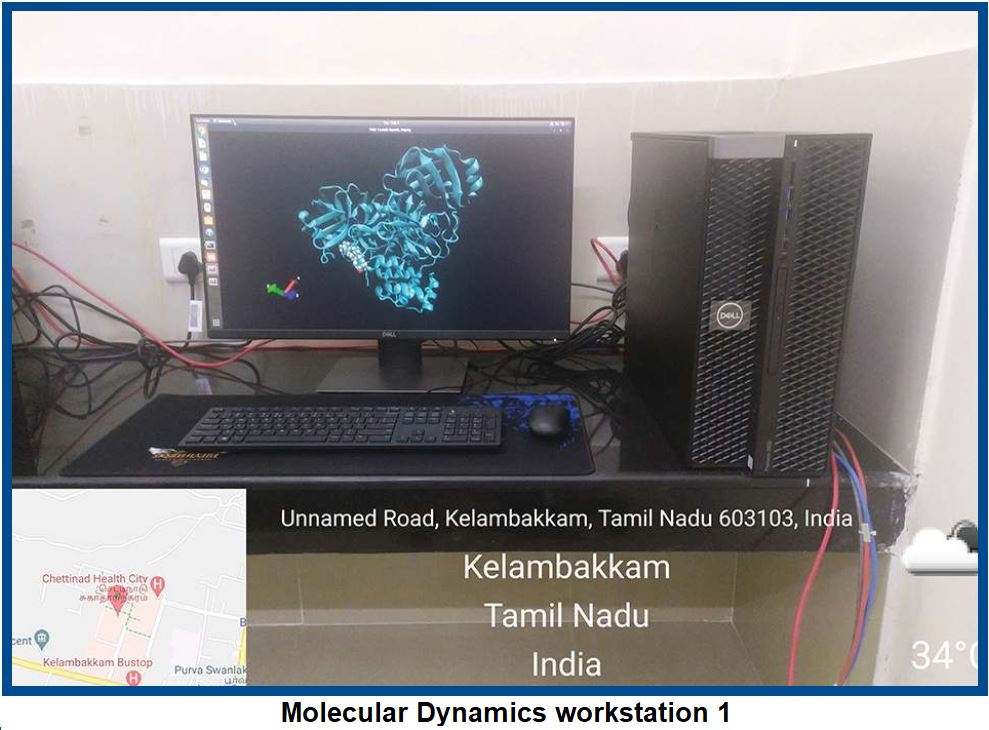 DELL
DELL
Unnamed Road, Kelambakkam, Tamil Nadu 603103, India
Kelambakkam
Tamil Nadu
India
34°C
Chettinad Health City
செட்டிநாடு
சுகாதார நகரம்
H
cent
Kelambakkam Bustop
H
Purva Swanlak
Molecular Dynamics workstation 1